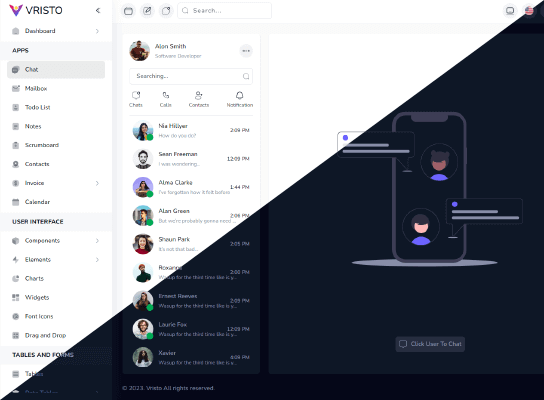 VRISTO
Search...
Dashboard
APPS
Chat
Mailbox
Todo List
Notes
Scrumboard
Contacts
Invoice
Calendar
USER INTERFACE
Components
Elements
Charts
Widgets
Font Icons
Drag and Drop
TABLES AND FORMS
Tables
Data Tables
Alon Smith
Software Developer
Searching...
Chats
Calls
Contacts
Notification
Nia Hillyer
How do you do?
2:09 PM
Sean Freeman
I was wondering...
12:09 PM
Alma Clarke
I've forgotten how it felt before
1:44 PM
Alan Green
But we're probably gonna need ...
2:06 PM
Shaun Park
It's not that bad...
2:05 PM
Roxanne
Wasup for the third time like is y...
2:00 PM
Ernest Reeves
Wasup for the third time like is y...
2:09 PM
Laurie Fox
Wasup for the third time like is y...
12:09 PM
Xavier
Wasup for the third time like is y...
4:09 PM
Click User To Chat
© 2023. Vristo All rights reserved.